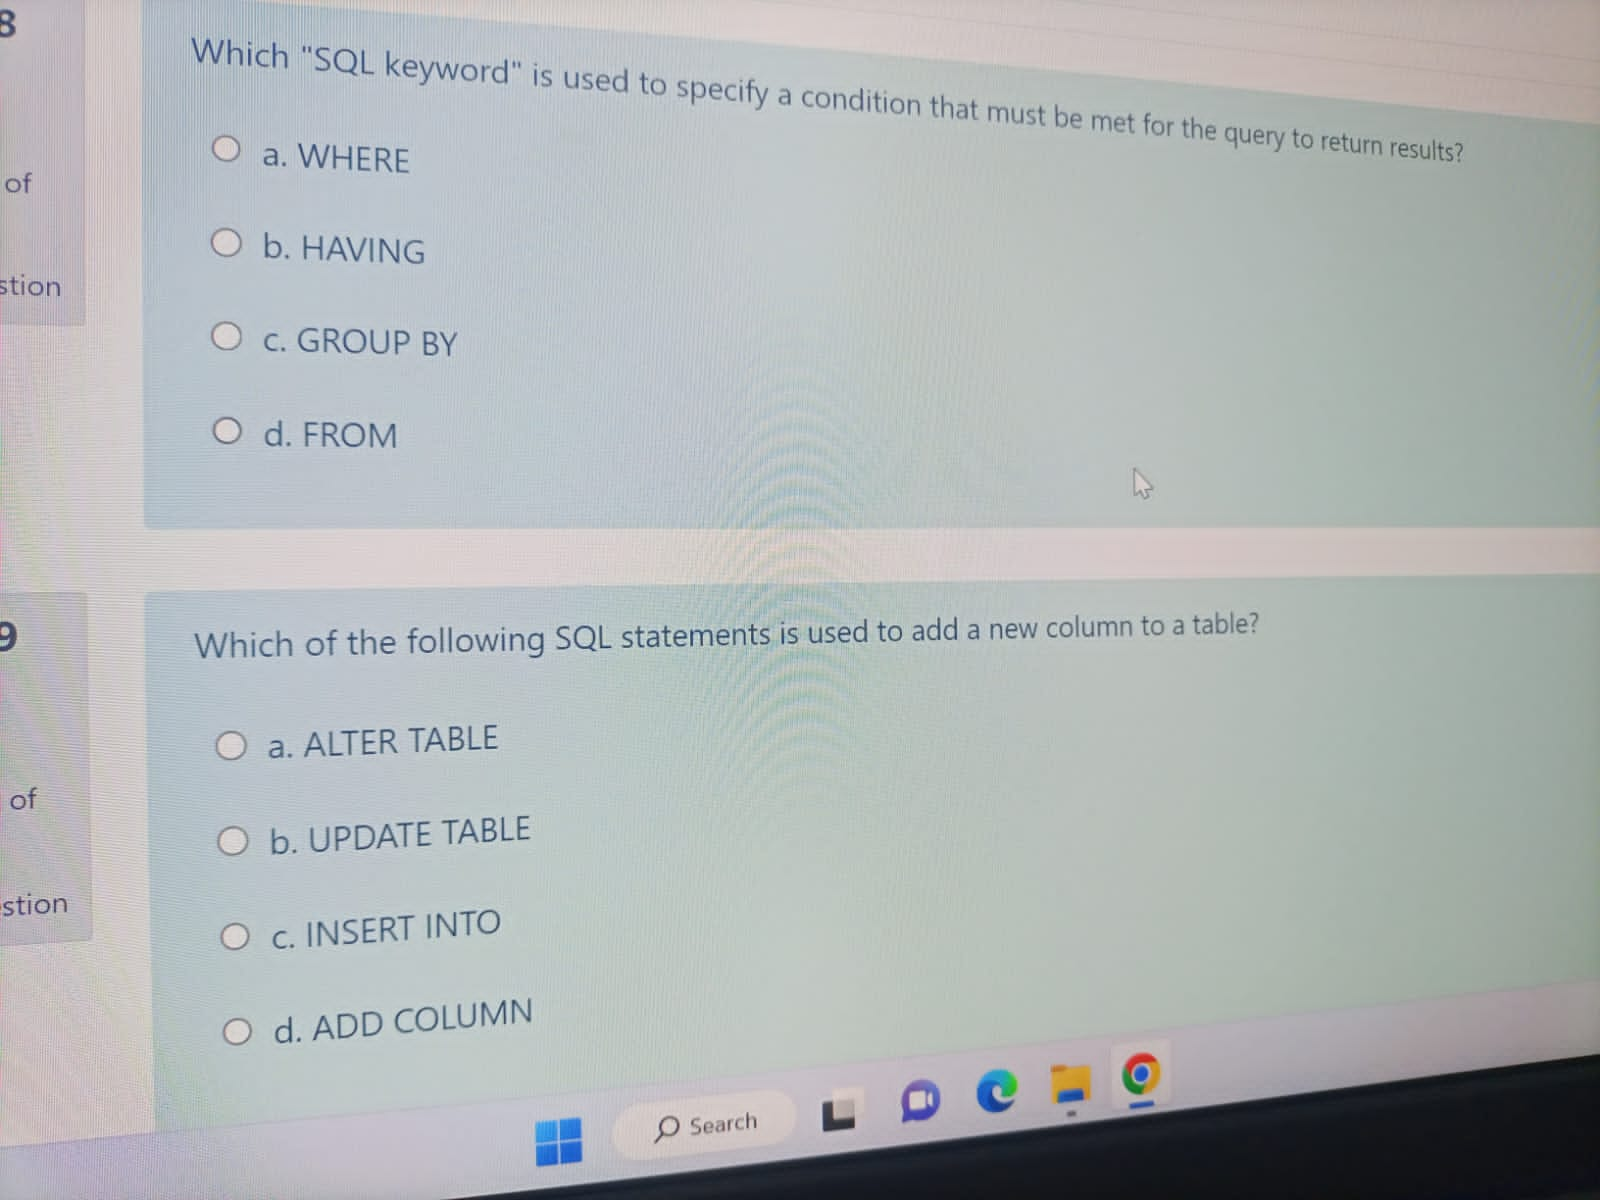 8
of
stion
Which "SQL keyword" is used to specify a condition that must be met for the query to return results?
a. WHERE
b. HAVING
c. GROUP BY
d. FROM
9
of
stion
Which of the following SQL statements is used to add a new column to a table?
a. ALTER TABLE
b. UPDATE TABLE
c. INSERT INTO
d. ADD COLUMN
Search